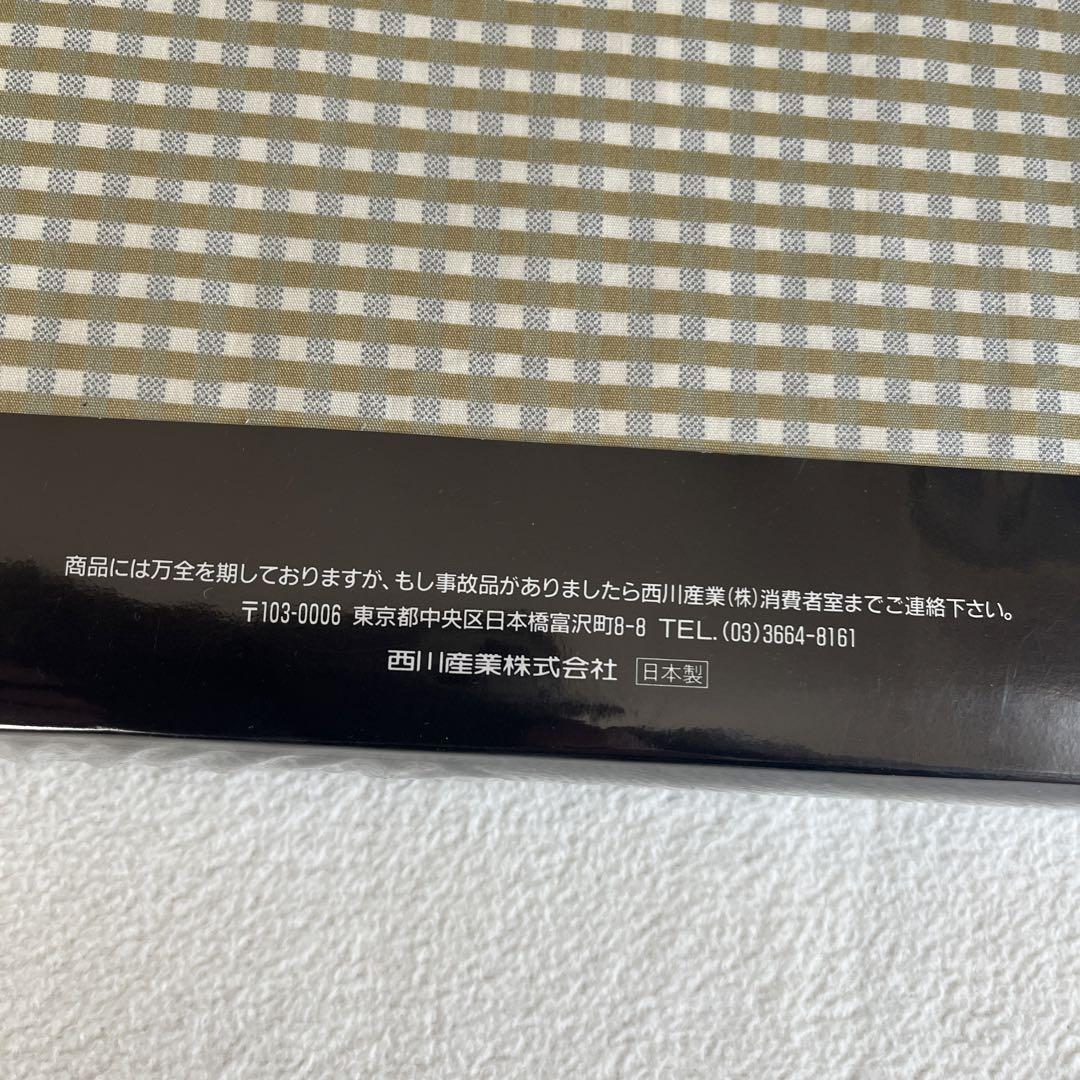 商品には万全を期しておりますが、もし事故品がありましたら西川産業(株)消費者室までご連絡下さい。
〒103-0006 東京都中央区日本橋富沢町8-8 TEL.(03)3664-8161
西川産業株式会社 日本製